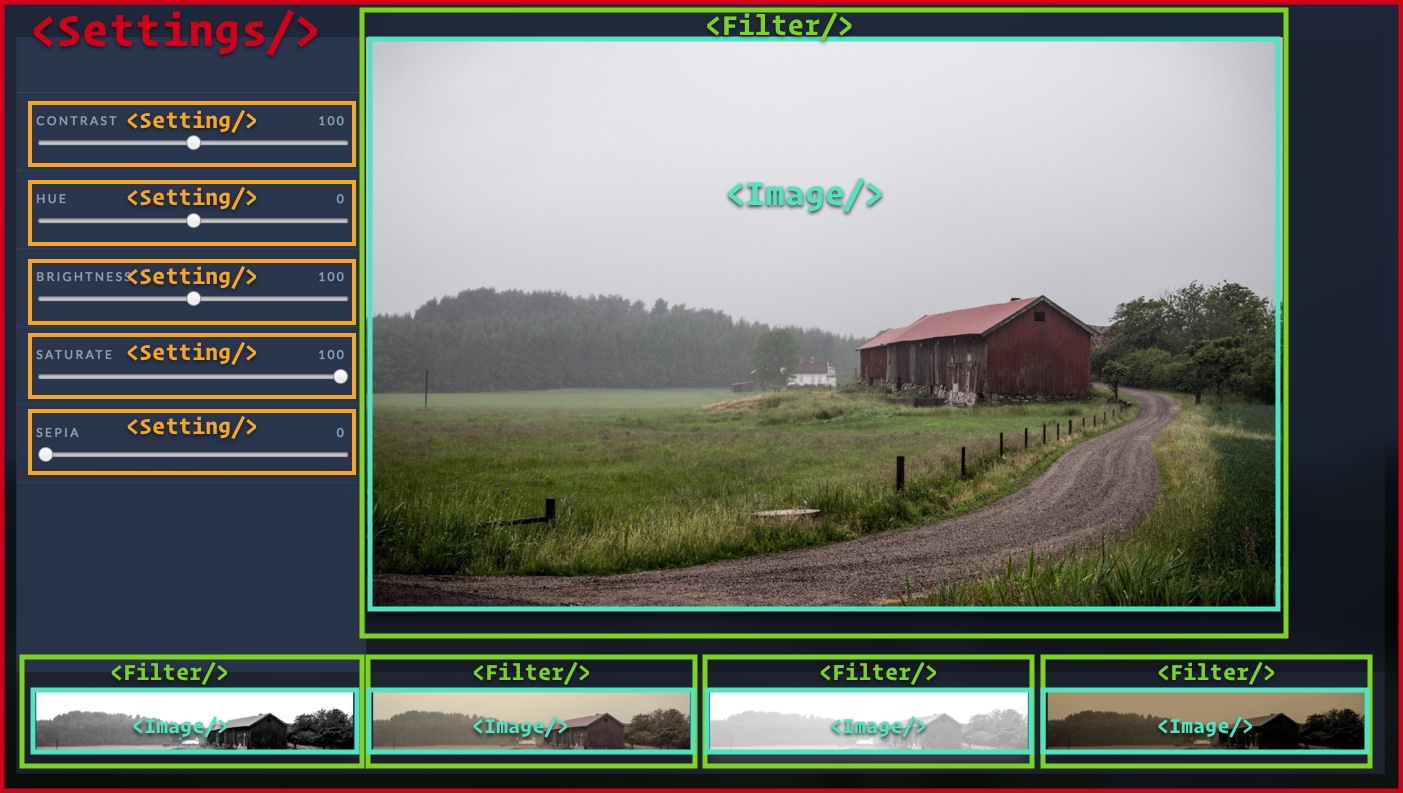 <Settings/>
<Filter/>
CONTRAST <Setting/> 100
HUE <Setting/> 0
BRIGHTNESS <Setting/> 100
SATURATE <Setting/> 100
SEPIA <Setting/> 0
<Image/>
<Filter/> <Filter/> <Filter/> <Filter/>
<Image/> <Image/> <Image/> <Image/>